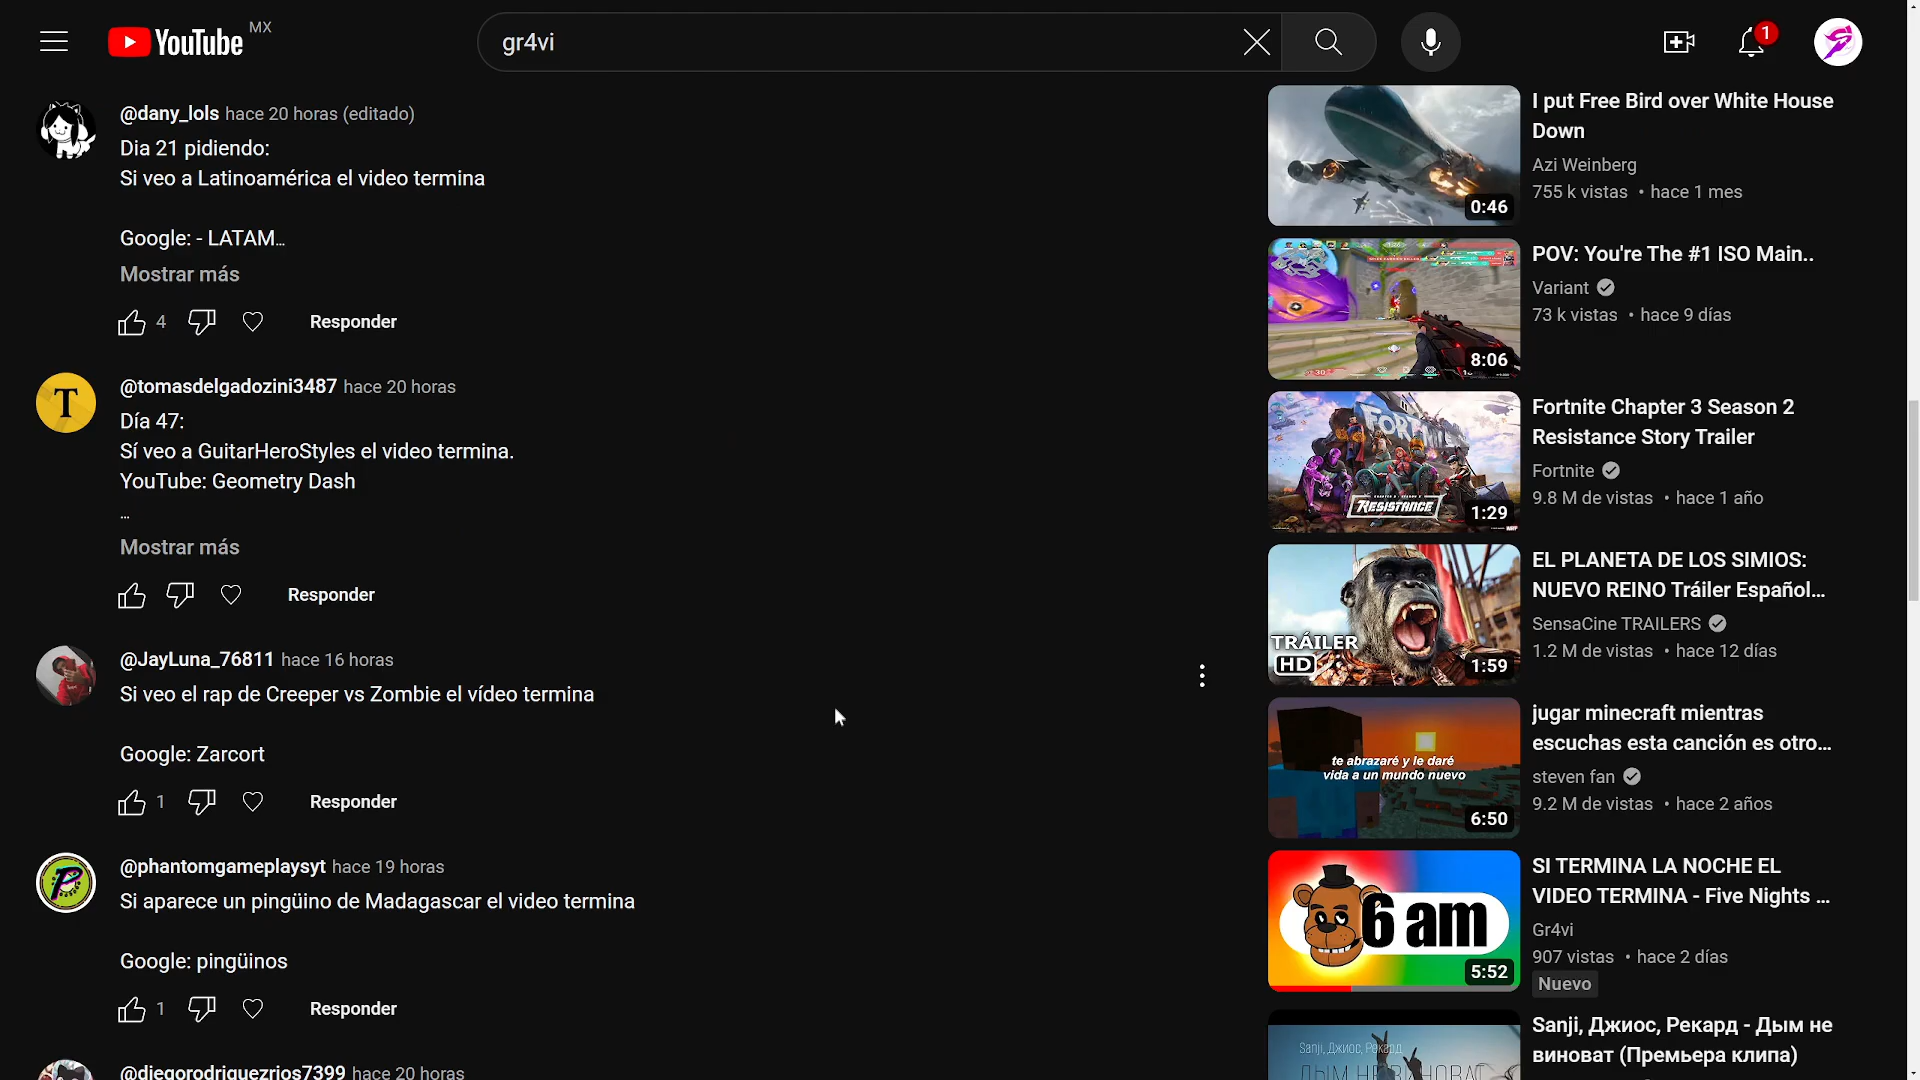 YouTube MX
gr4vi
1
@dany_lols hace 20 horas (editado)
Dia 21 pidiendo:
Si veo a Latinoamérica el video termina
Google: - LATAM…
Mostrar más
4
Responder
T
@tomasdelgadozini3487 hace 20 horas
Día 47:
Sí veo a GuitarHeroStyles el video termina.
YouTube: Geometry Dash
…
Mostrar más
Responder
@JayLuna_76811 hace 16 horas
Si veo el rap de Creeper vs Zombie el vídeo termina
Google: Zarcort
1
Responder
@phantomgameplaysyt hace 19 horas
Si aparece un pingüino de Madagascar el video termina
Google: pingüinos
1
Responder
@diegorodriguezrios7399 hace 20 horas
0:46
I put Free Bird over White House
Down
Azi Weinberg
755 k vistas • hace 1 mes
8:06
POV: You're The #1 ISO Main..
Variant
73 k vistas • hace 9 días
FORTNITE
RESISTANCE
1:29
Fortnite Chapter 3 Season 2
Resistance Story Trailer
Fortnite
9.8 M de vistas • hace 1 año
TRÁILER
HD
1:59
EL PLANETA DE LOS SIMIOS:
NUEVO REINO Tráiler Español…
SensaCine TRAILERS
1.2 M de vistas • hace 12 días
te abrazaré y le daré
vida a un mundo nuevo
6:50
jugar minecraft mientras
escuchas esta canción es otro…
steven fan
9.2 M de vistas • hace 2 años
6 am
5:52
SI TERMINA LA NOCHE EL
VIDEO TERMINA - Five Nights …
Gr4vi
907 vistas • hace 2 días
Nuevo
Sanji, Джиос, Рекард
ДЫМ НЕ ВИНОВАТ
Sanji, Джиос, Рекард - Дым не
виноват (Премьера клипа)